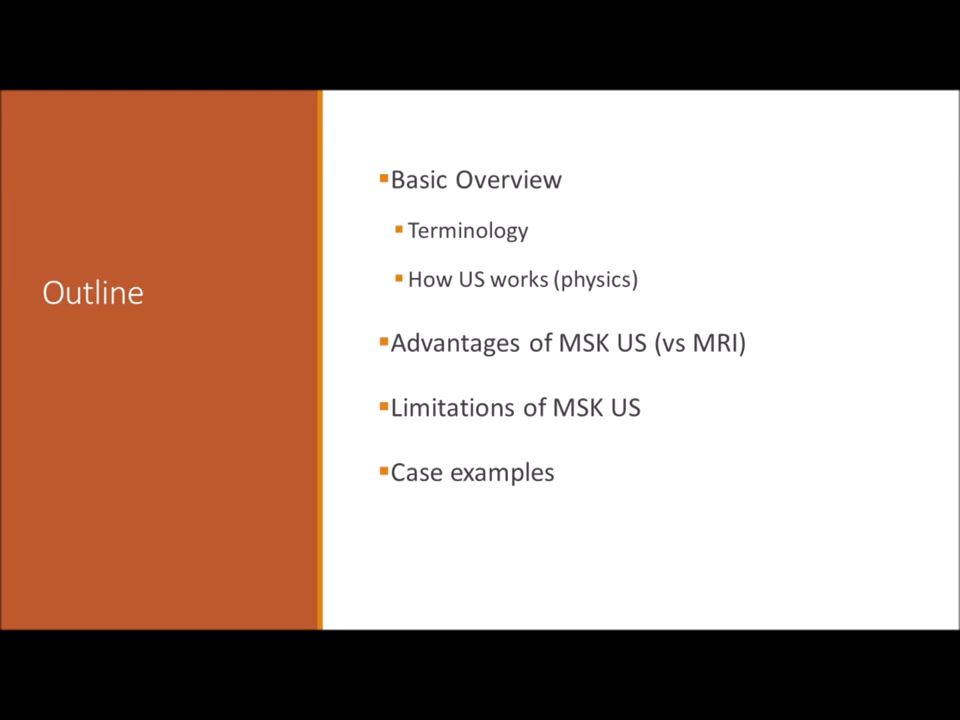 Outline
▪Basic Overview
▪Terminology
▪How US works (physics)
▪Advantages of MSK US (vs MRI)
▪Limitations of MSK US
▪Case examples